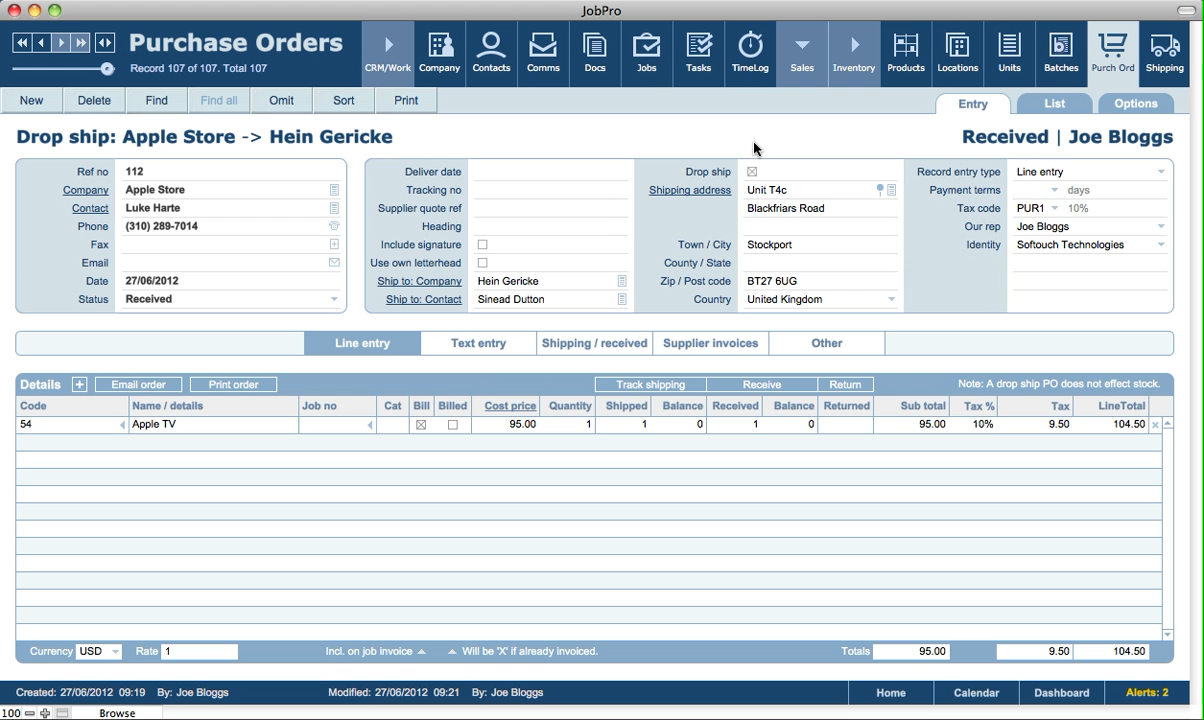 JobPro
Purchase Orders
Record 107 of 107. Total 107
CRM/Work Company Contacts Comms Docs Jobs Tasks TimeLog Sales Inventory Products Locations Units Batches Purch Ord Shipping
New Delete Find Find all Omit Sort Print Entry List Options
Drop ship: Apple Store -> Hein Gericke Received | Joe Bloggs
Ref no 112
Company Apple Store
Contact Luke Harte
Phone (310) 289-7014
Fax
Email
Date 27/06/2012
Status Received
Deliver date
Tracking no
Supplier quote ref
Heading
Include signature
Use own letterhead
Ship to: Company Hein Gericke
Ship to: Contact Sinead Dutton
Drop ship
Shipping address Unit T4c
Blackfriars Road
Town / City Stockport
County / State
Zip / Post code BT27 6UG
Country United Kingdom
Record entry type Line entry
Payment terms days
Tax code PUR1 10%
Our rep Joe Bloggs
Identity Softouch Technologies
Line entry Text entry Shipping / received Supplier invoices Other
Details Email order Print order Track shipping Receive Return Note: A drop ship PO does not effect stock.
Code Name / details Job no Cat Bill Billed Cost price Quantity Shipped Balance Received Balance Returned Sub total Tax % Tax LineTotal
54 Apple TV 95.00 1 1 0 1 0 95.00 10% 9.50 104.50
Currency USD Rate 1 Incl. on job invoice Will be 'X' if already invoiced. Totals 95.00 9.50 104.50
Created: 27/06/2012 09:19 By: Joe Bloggs Modified: 27/06/2012 09:21 By: Joe Bloggs Home Calendar Dashboard Alerts: 2
100 Browse